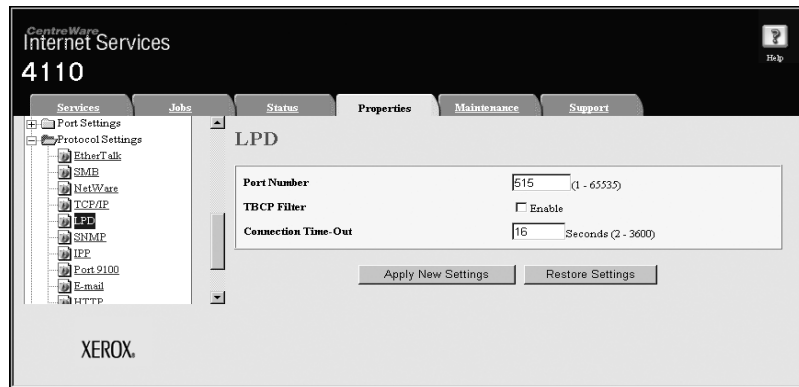 CentreWare
Internet Services
4110
Help
Services Jobs Status Properties Maintenance Support
Port Settings
Protocol Settings
EtherTalk
SMB
NetWare
TCP/IP
LPD
SNMP
IPP
Port 9100
E-mail
HTTP
LPD
Port Number 515 (1 - 65535)
TBCP Filter Enable
Connection Time-Out 16 Seconds (2 - 3600)
Apply New Settings Restore Settings
XEROX.